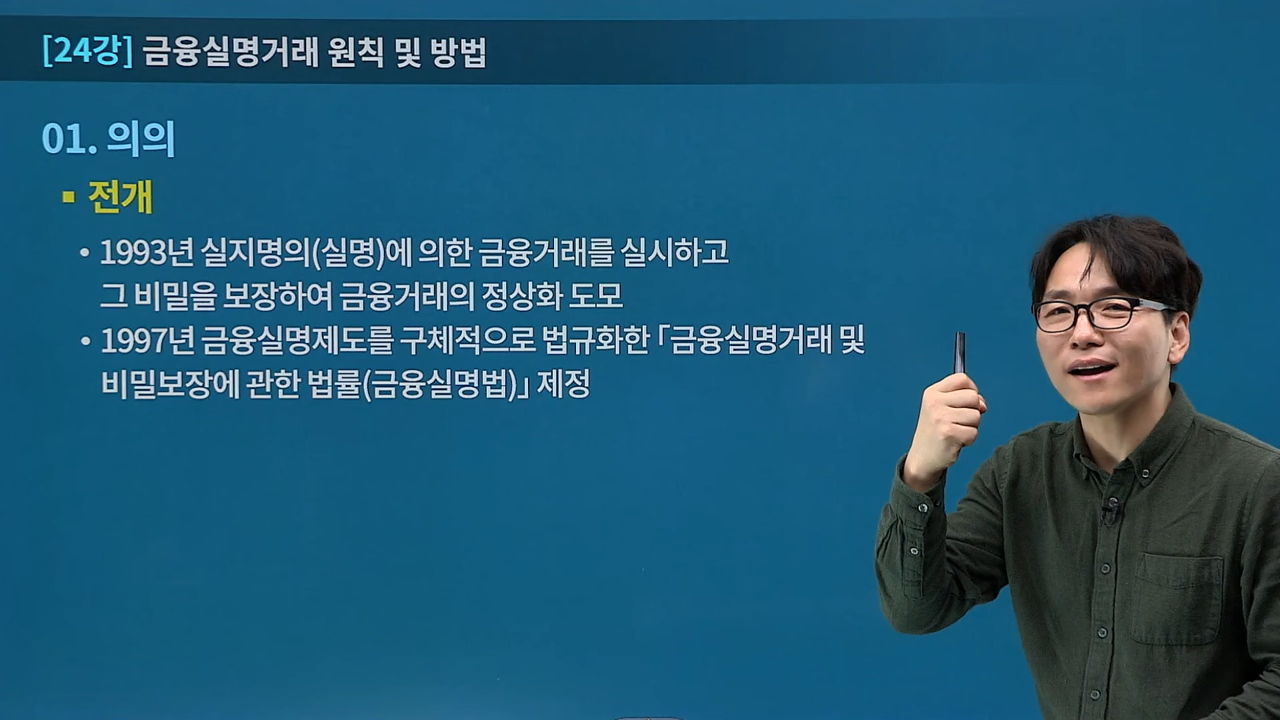 [24강] 금융실명거래 원칙 및 방법
01. 의의
▪ 전개
• 1993년 실지명의(실명)에 의한 금융거래를 실시하고
그 비밀을 보장하여 금융거래의 정상화 도모
• 1997년 금융실명제도를 구체적으로 법규화한 「금융실명거래 및
비밀보장에 관한 법률(금융실명법)」 제정